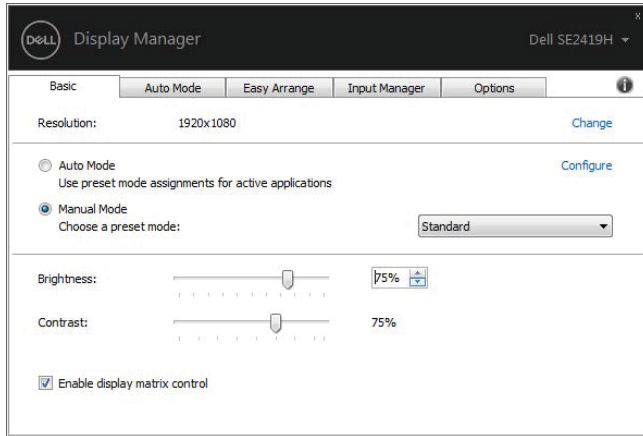 DELL Display Manager Dell SE2419H
x
Basic Auto Mode Easy Arrange Input Manager Options i
Resolution: 1920x1080 Change
Auto Mode Configure
Use preset mode assignments for active applications
Manual Mode
Choose a preset mode: Standard
Brightness: 75%
Contrast: 75%
Enable display matrix control